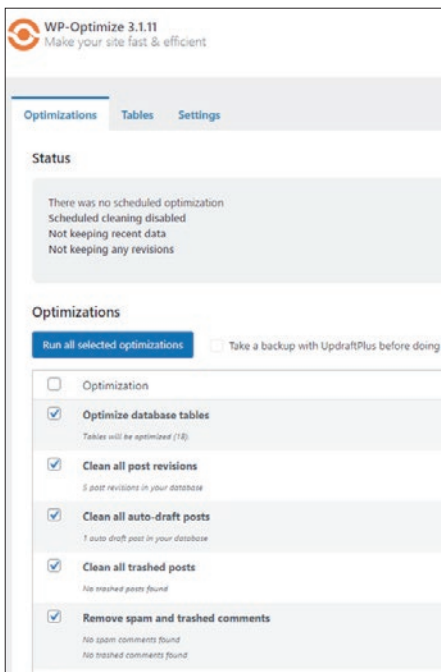 WP-Optimize 3.1.11
Make your site fast & efficient
Optimizations Tables Settings
Status
There was no scheduled optimization
Scheduled cleaning disabled
Not keeping recent data
Not keeping any revisions
Optimizations
Run all selected optimizations Take a backup with UpdraftPlus before doing
Optimization
Optimize database tables
Tables will be optimized (18).
Clean all post revisions
5 post revisions in your database
Clean all auto-draft posts
1 auto draft post in your database
Clean all trashed posts
No trashed posts found
Remove spam and trashed comments
No spam comments found
No trashed comments found